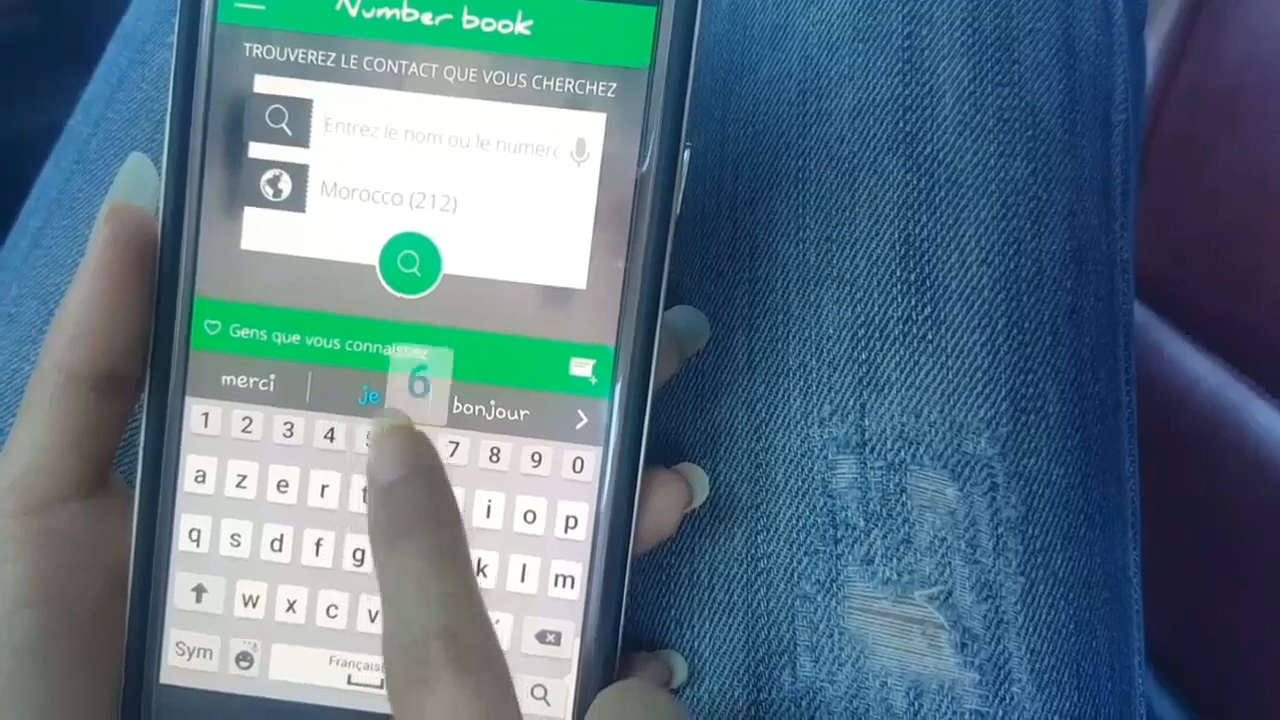 Number book
TROUVEREZ LE CONTACT QUE VOUS CHERCHEZ
Entrez le nom ou le numero
Morocco (212)
Gens que vous connaissez
6
merci je bonjour
1 2 3 4 5 7 8 9 0
a z e r t i o p
q s d f g k l m
w x c v
Sym Français